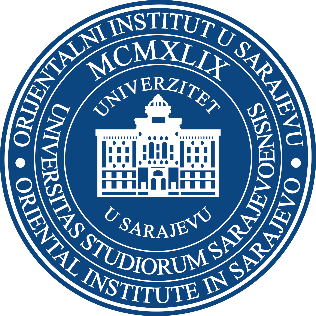 ORIJENTALNI INSTITUT U SARAJEVU
ORIENTAL INSTITUTE IN SARAJEVO
MCMXLIX
UNIVERSITAS STUDIORUM SARAJEVOENSIS
UNIVERZITET
U SARAJEVU